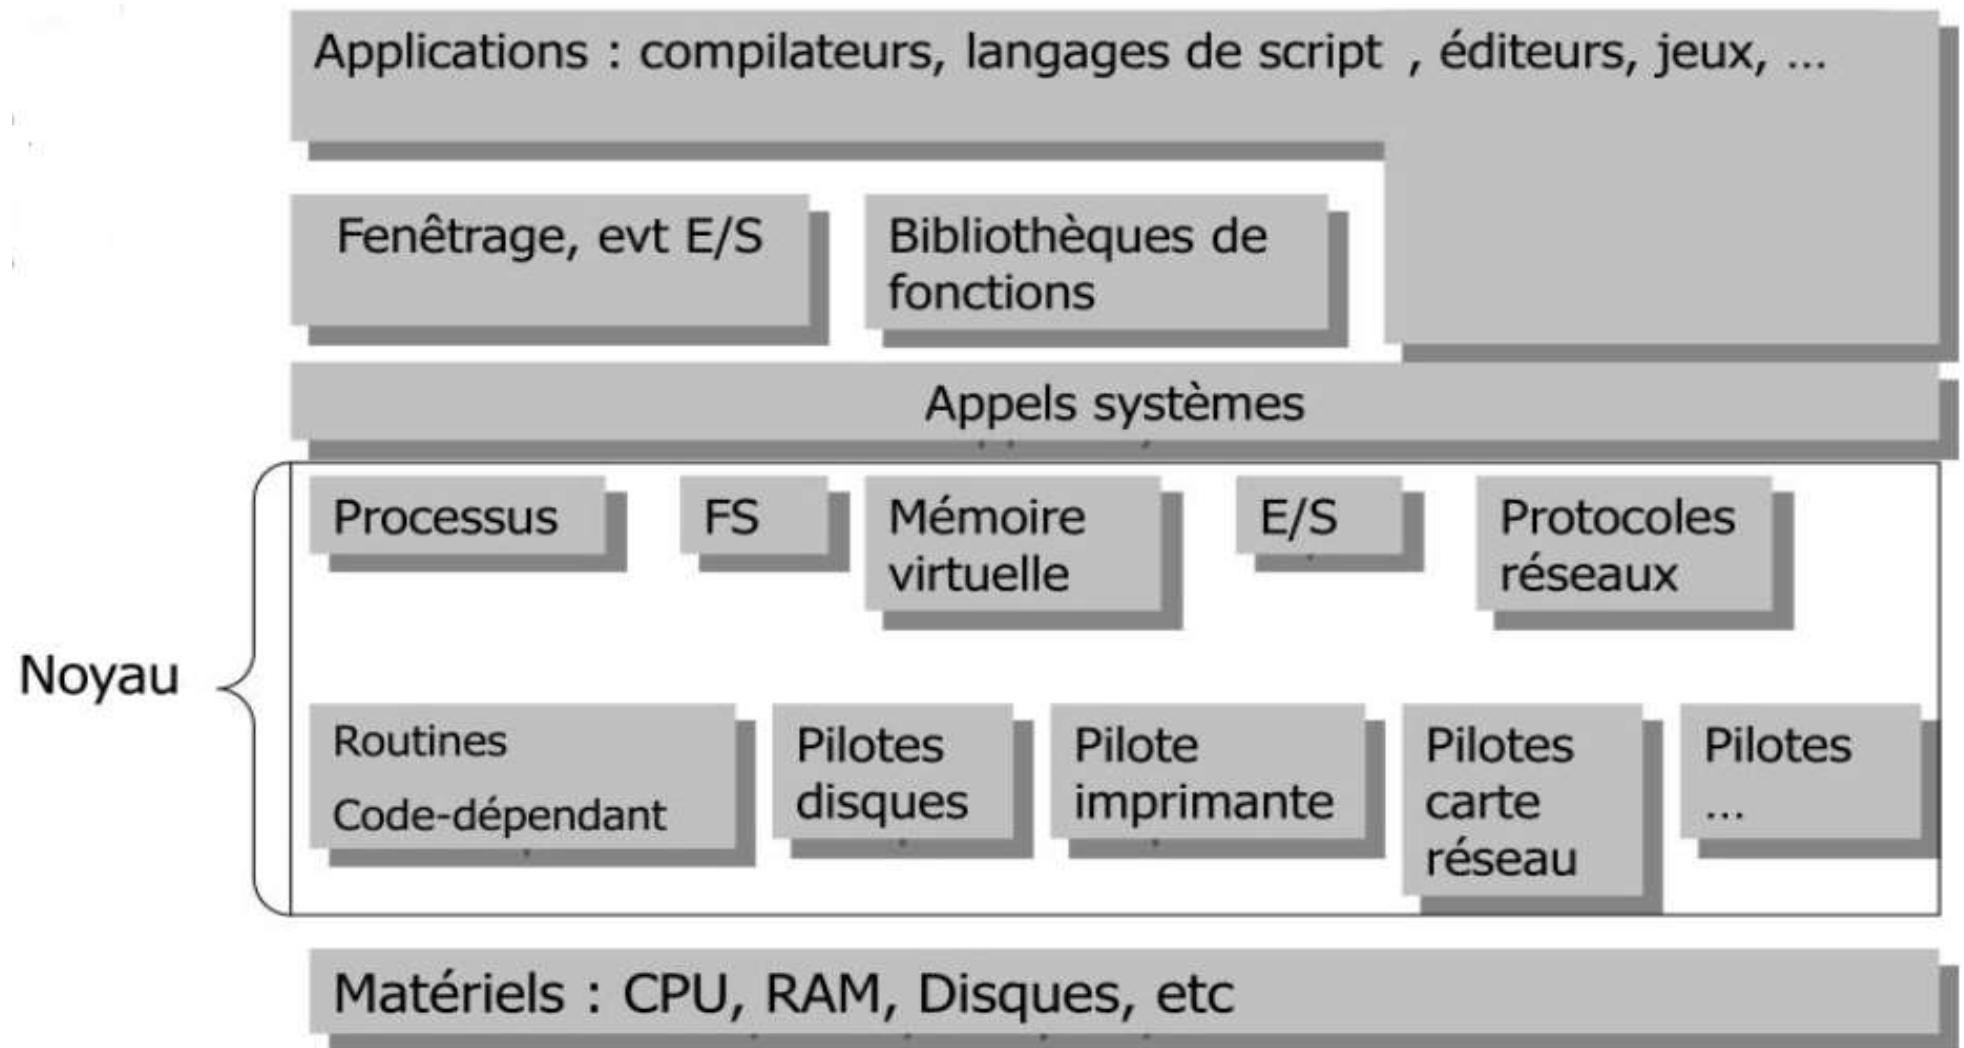 Applications : compilateurs, langages de script , éditeurs, jeux, ...
Fenêtrage, evt E/S
Bibliothèques de
fonctions
Appels systèmes
Noyau
Processus
FS
Mémoire
virtuelle
E/S
Protocoles
réseaux
Routines
Code-dépendant
Pilotes
disques
Pilote
imprimante
Pilotes
carte
réseau
Pilotes
...
Matériels : CPU, RAM, Disques, etc